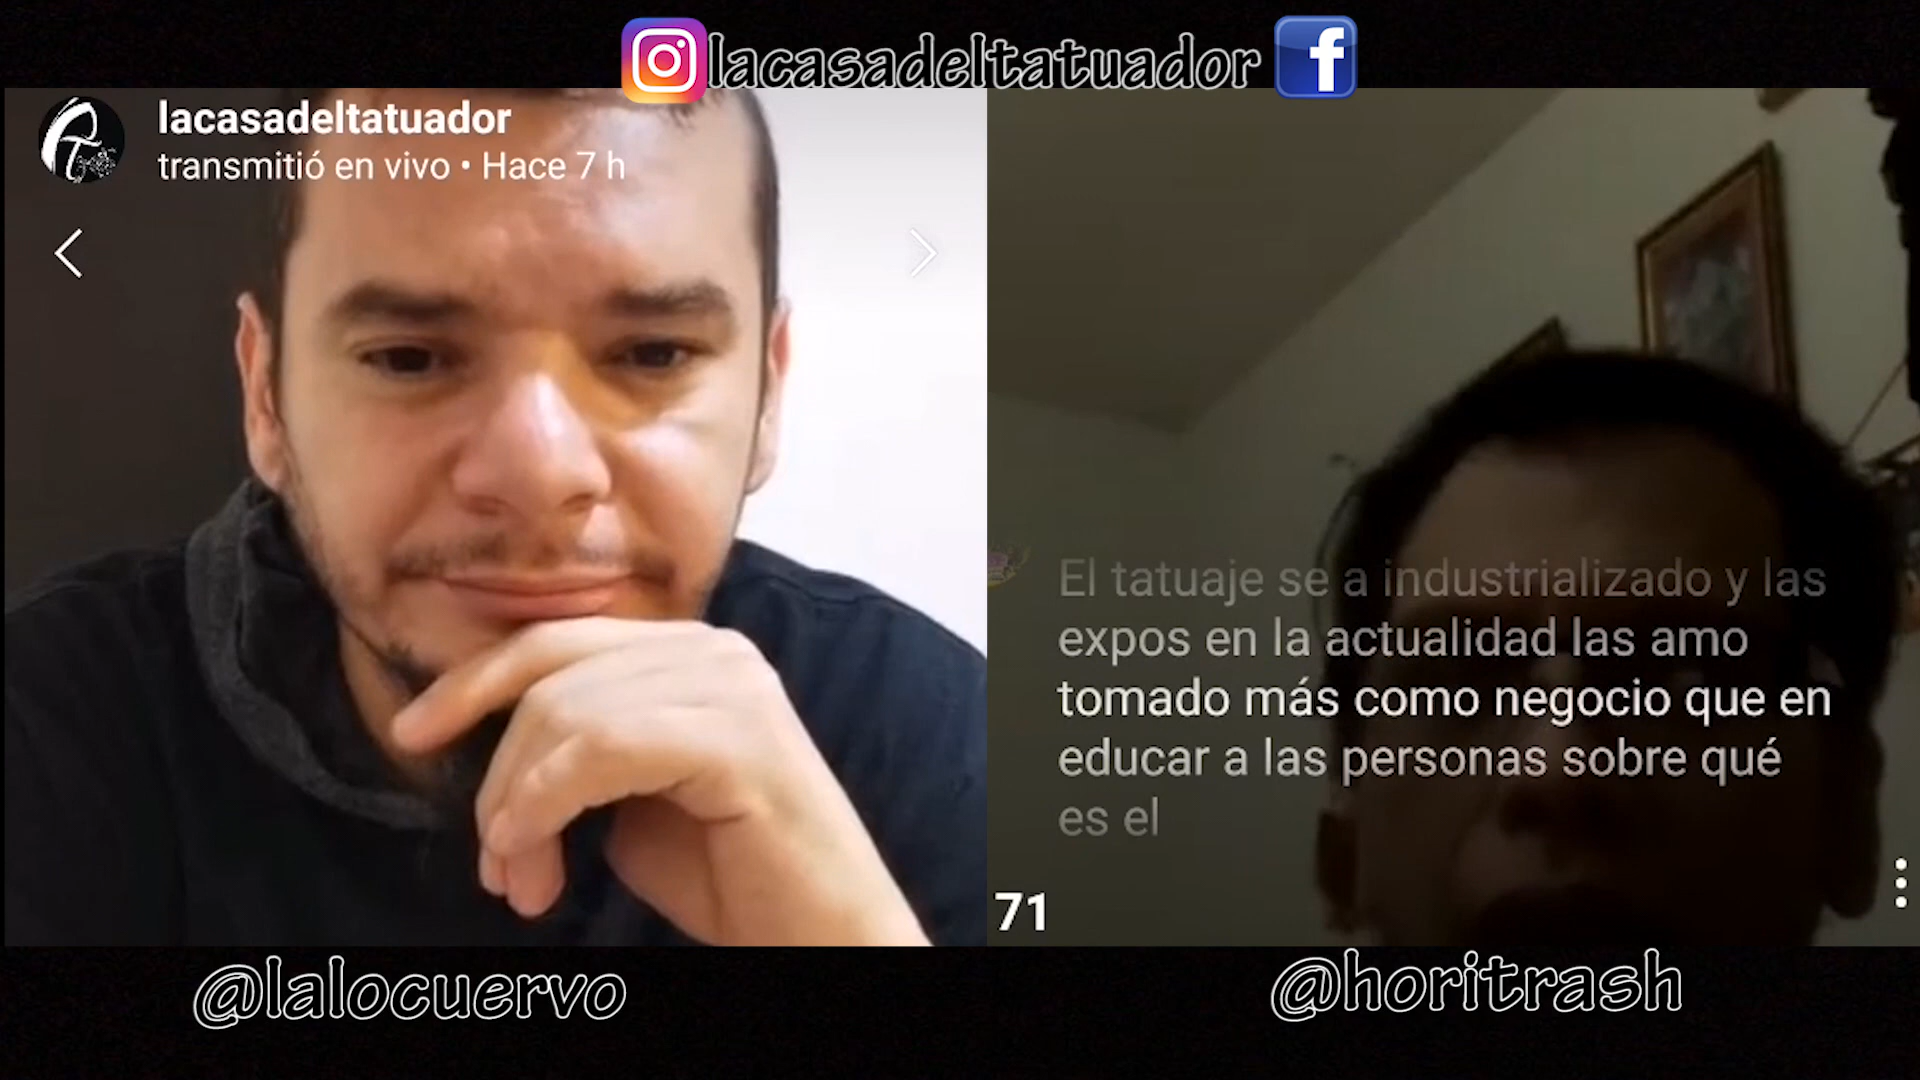 lacasadeltatuador
lacasadeltatuador
transmitió en vivo • Hace 7 h
El tatuaje se a industrializado y las
expos en la actualidad las amo
tomado más como negocio que en
educar a las personas sobre qué
es el
71
@lalocuervo
@horitrash